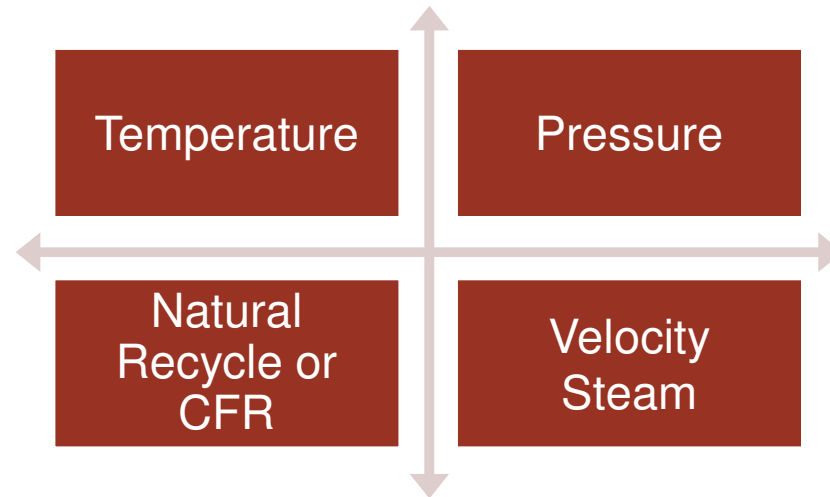 Temperature
Pressure
Natural
Recycle or
CFR
Velocity
Steam